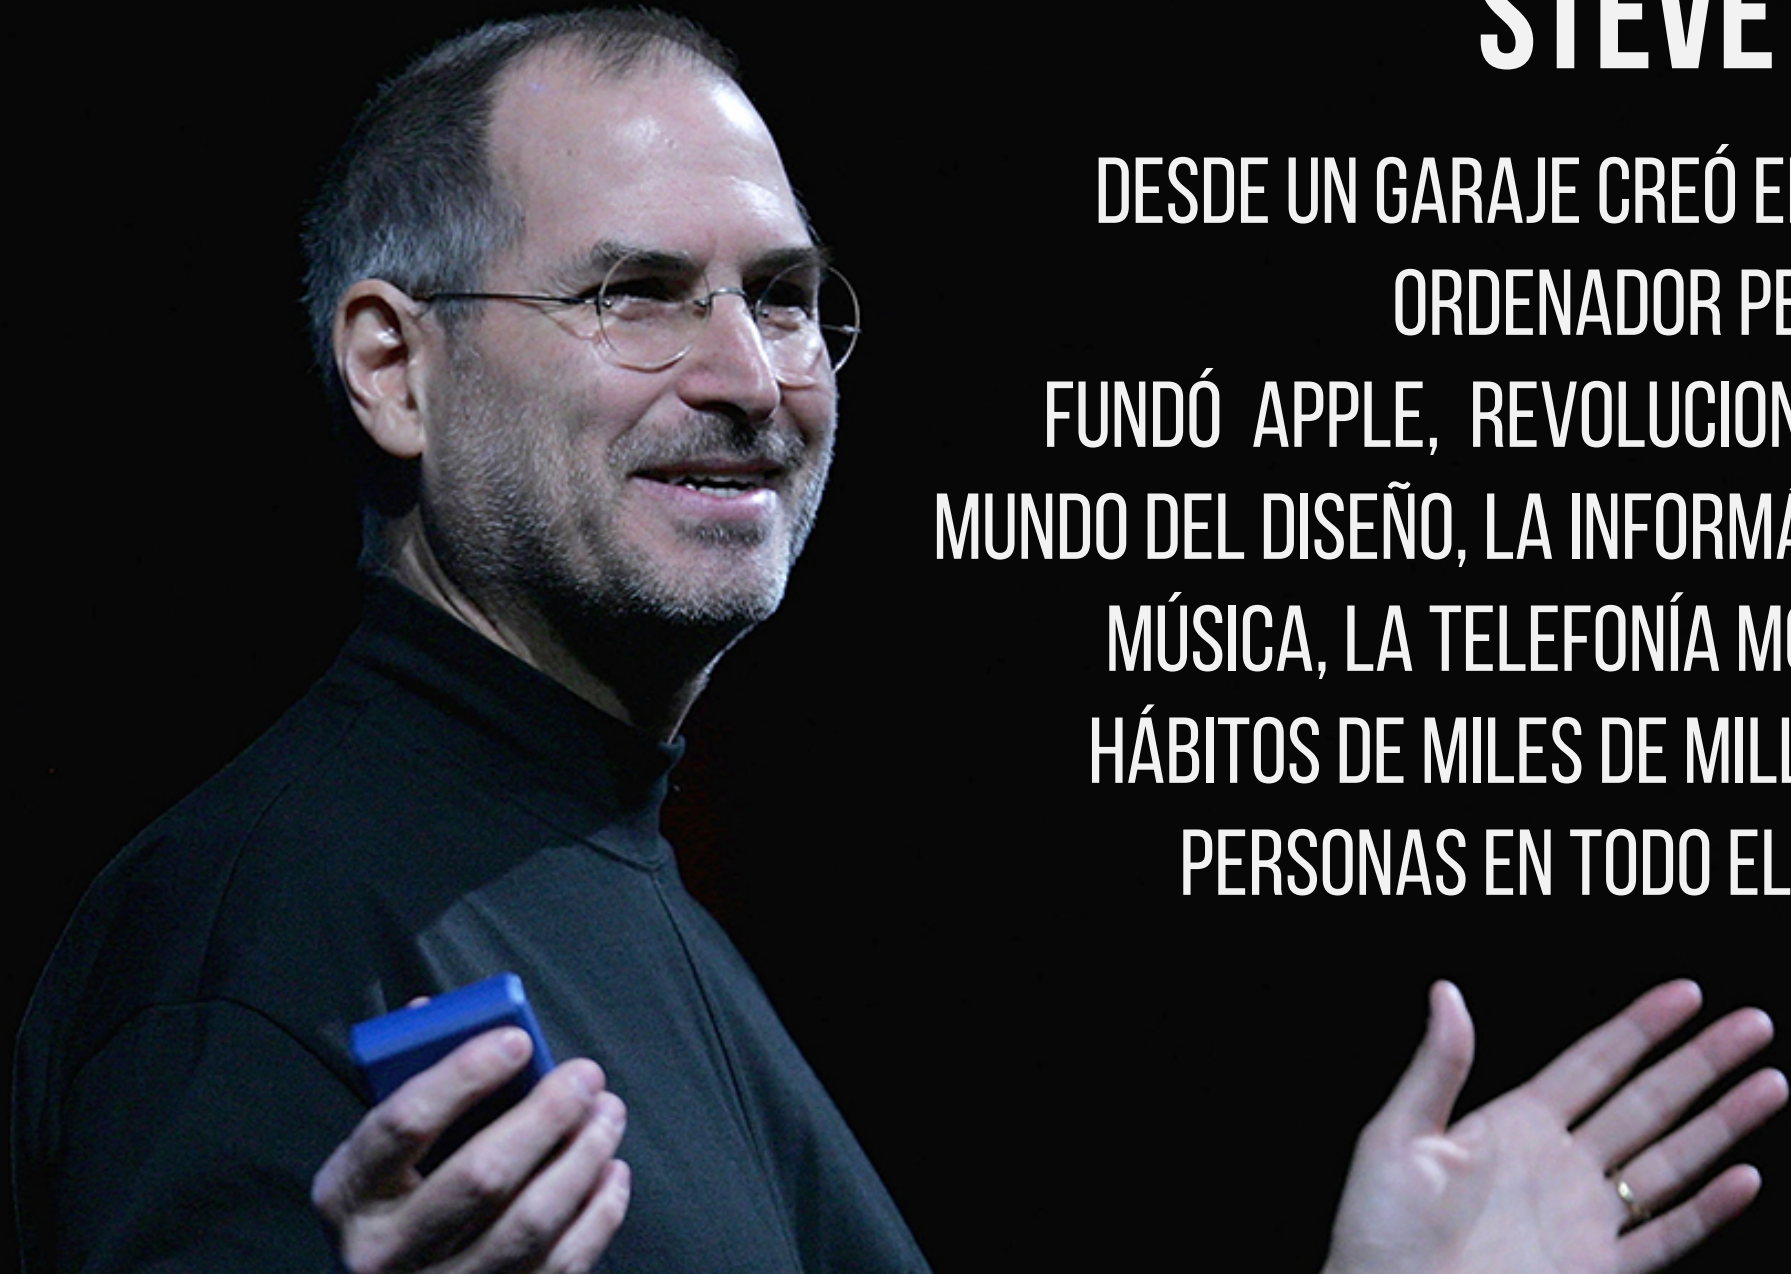 STEVE
DESDE UN GARAJE CREÓ
ORDENADOR
FUNDÓ APPLE,
MUNDO DEL DISEÑO, LA
MÚSICA, LA TELEFONÍA
HÁBITOS DE MILES DE
PERSONAS EN TODO EL